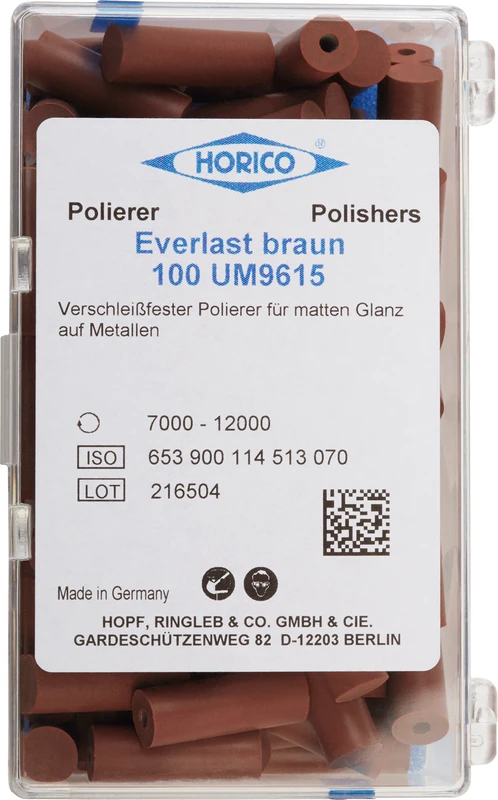 HORICO
®
Polierer Polishers
Everlast braun
100 UM9615
Verschleißfester Polierer für matten Glanz
auf Metallen
7000 - 12000
ISO 653 900 114 513 070
LOT 216504
Made in Germany
HOPF, RINGLEB & CO. GMBH & CIE.
GARDESCHÜTZENWEG 82 D-12203 BERLIN